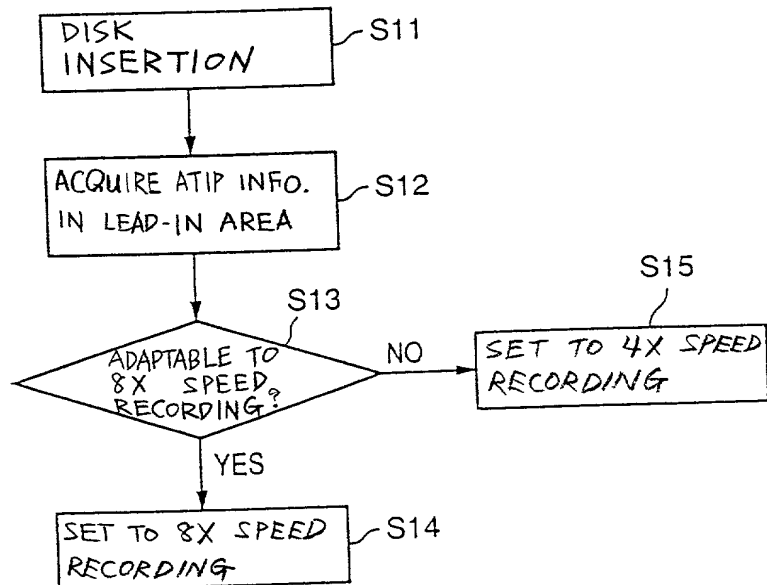 DISK
INSERTION
S11
ACQUIRE ATIP INFO.
IN LEAD-IN AREA
S12
S13
ADAPTABLE TO
8X SPEED
RECORDING?
NO
S15
SET TO 4X SPEED
RECORDING
YES
SET TO 8X SPEED
RECORDING
S14